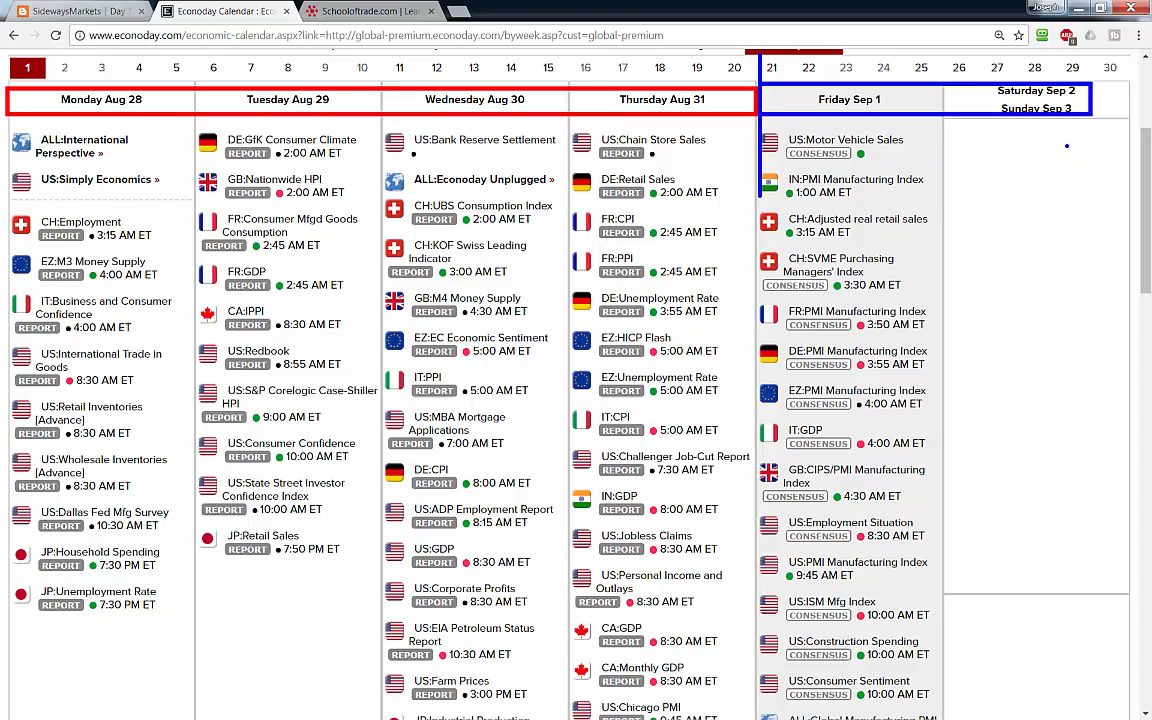 SidewaysMarkets | Day T
Econoday Calendar : Eco
Schooloftrade.com | Lea
Joseph
www.econoday.com/economic-calendar.aspx?link=http://global-premium.econoday.com/byweek.asp?cust=global-premium
1 2 3 4 5 6 7 8 9 10 11 12 13 14 15 16 17 18 19 20 21 22 23 24 25 26 27 28 29 30
Monday Aug 28
ALL:International
Perspective »
US:Simply Economics »
CH:Employment
REPORT 3:15 AM ET
EZ:M3 Money Supply
REPORT 4:00 AM ET
IT:Business and Consumer
Confidence
REPORT 4:00 AM ET
US:International Trade in
Goods
REPORT 8:30 AM ET
US:Retail Inventories
[Advance]
REPORT 8:30 AM ET
US:Wholesale Inventories
[Advance]
REPORT 8:30 AM ET
US:Dallas Fed Mfg Survey
REPORT 10:30 AM ET
JP:Household Spending
REPORT 7:30 PM ET
JP:Unemployment Rate
REPORT 7:30 PM ET
Tuesday Aug 29
DE:GfK Consumer Climate
REPORT 2:00 AM ET
GB:Nationwide HPI
REPORT 2:00 AM ET
FR:Consumer Mfgd Goods
Consumption
REPORT 2:45 AM ET
FR:GDP
REPORT 2:45 AM ET
CA:IPPI
REPORT 8:30 AM ET
US:Redbook
REPORT 8:55 AM ET
US:S&P Corelogic Case-Shiller
HPI
REPORT 9:00 AM ET
US:Consumer Confidence
REPORT 10:00 AM ET
US:State Street Investor
Confidence Index
REPORT 10:00 AM ET
JP:Retail Sales
REPORT 7:50 PM ET
Wednesday Aug 30
US:Bank Reserve Settlement
ALL:Econoday Unplugged »
CH:UBS Consumption Index
REPORT 2:00 AM ET
CH:KOF Swiss Leading
Indicator
REPORT 3:00 AM ET
GB:M4 Money Supply
REPORT 4:30 AM ET
EZ:EC Economic Sentiment
REPORT 5:00 AM ET
IT:PPI
REPORT 5:00 AM ET
US:MBA Mortgage
Applications
REPORT 7:00 AM ET
DE:CPI
REPORT 8:00 AM ET
US:ADP Employment Report
REPORT 8:15 AM ET
US:GDP
REPORT 8:30 AM ET
US:Corporate Profits
REPORT 8:30 AM ET
US:EIA Petroleum Status
Report
REPORT 10:30 AM ET
US:Farm Prices
REPORT 3:00 PM ET
JP:Industrial Production
Thursday Aug 31
US:Chain Store Sales
REPORT
DE:Retail Sales
REPORT 2:00 AM ET
FR:CPI
REPORT 2:45 AM ET
FR:PPI
REPORT 2:45 AM ET
DE:Unemployment Rate
REPORT 3:55 AM ET
EZ:HICP Flash
REPORT 5:00 AM ET
EZ:Unemployment Rate
REPORT 5:00 AM ET
IT:CPI
REPORT 5:00 AM ET
US:Challenger Job-Cut Report
REPORT 7:30 AM ET
IN:GDP
REPORT 8:00 AM ET
US:Jobless Claims
REPORT 8:30 AM ET
US:Personal Income and
Outlays
REPORT 8:30 AM ET
CA:GDP
REPORT 8:30 AM ET
CA:Monthly GDP
REPORT 8:30 AM ET
US:Chicago PMI
REPORT 9:45 AM ET
Friday Sep 1
US:Motor Vehicle Sales
CONSENSUS
IN:PMI Manufacturing Index
1:00 AM ET
CH:Adjusted real retail sales
3:15 AM ET
CH:SVME Purchasing
Managers' Index
CONSENSUS 3:30 AM ET
FR:PMI Manufacturing Index
CONSENSUS 3:50 AM ET
DE:PMI Manufacturing Index
CONSENSUS 3:55 AM ET
EZ:PMI Manufacturing Index
CONSENSUS 4:00 AM ET
IT:GDP
CONSENSUS 4:00 AM ET
GB:CIPS/PMI Manufacturing
Index
CONSENSUS 4:30 AM ET
US:Employment Situation
CONSENSUS 8:30 AM ET
US:PMI Manufacturing Index
9:45 AM ET
US:ISM Mfg Index
CONSENSUS 10:00 AM ET
US:Construction Spending
CONSENSUS 10:00 AM ET
US:Consumer Sentiment
CONSENSUS 10:00 AM ET
ALL:Global Manufacturing PMI
Saturday Sep 2
Sunday Sep 3